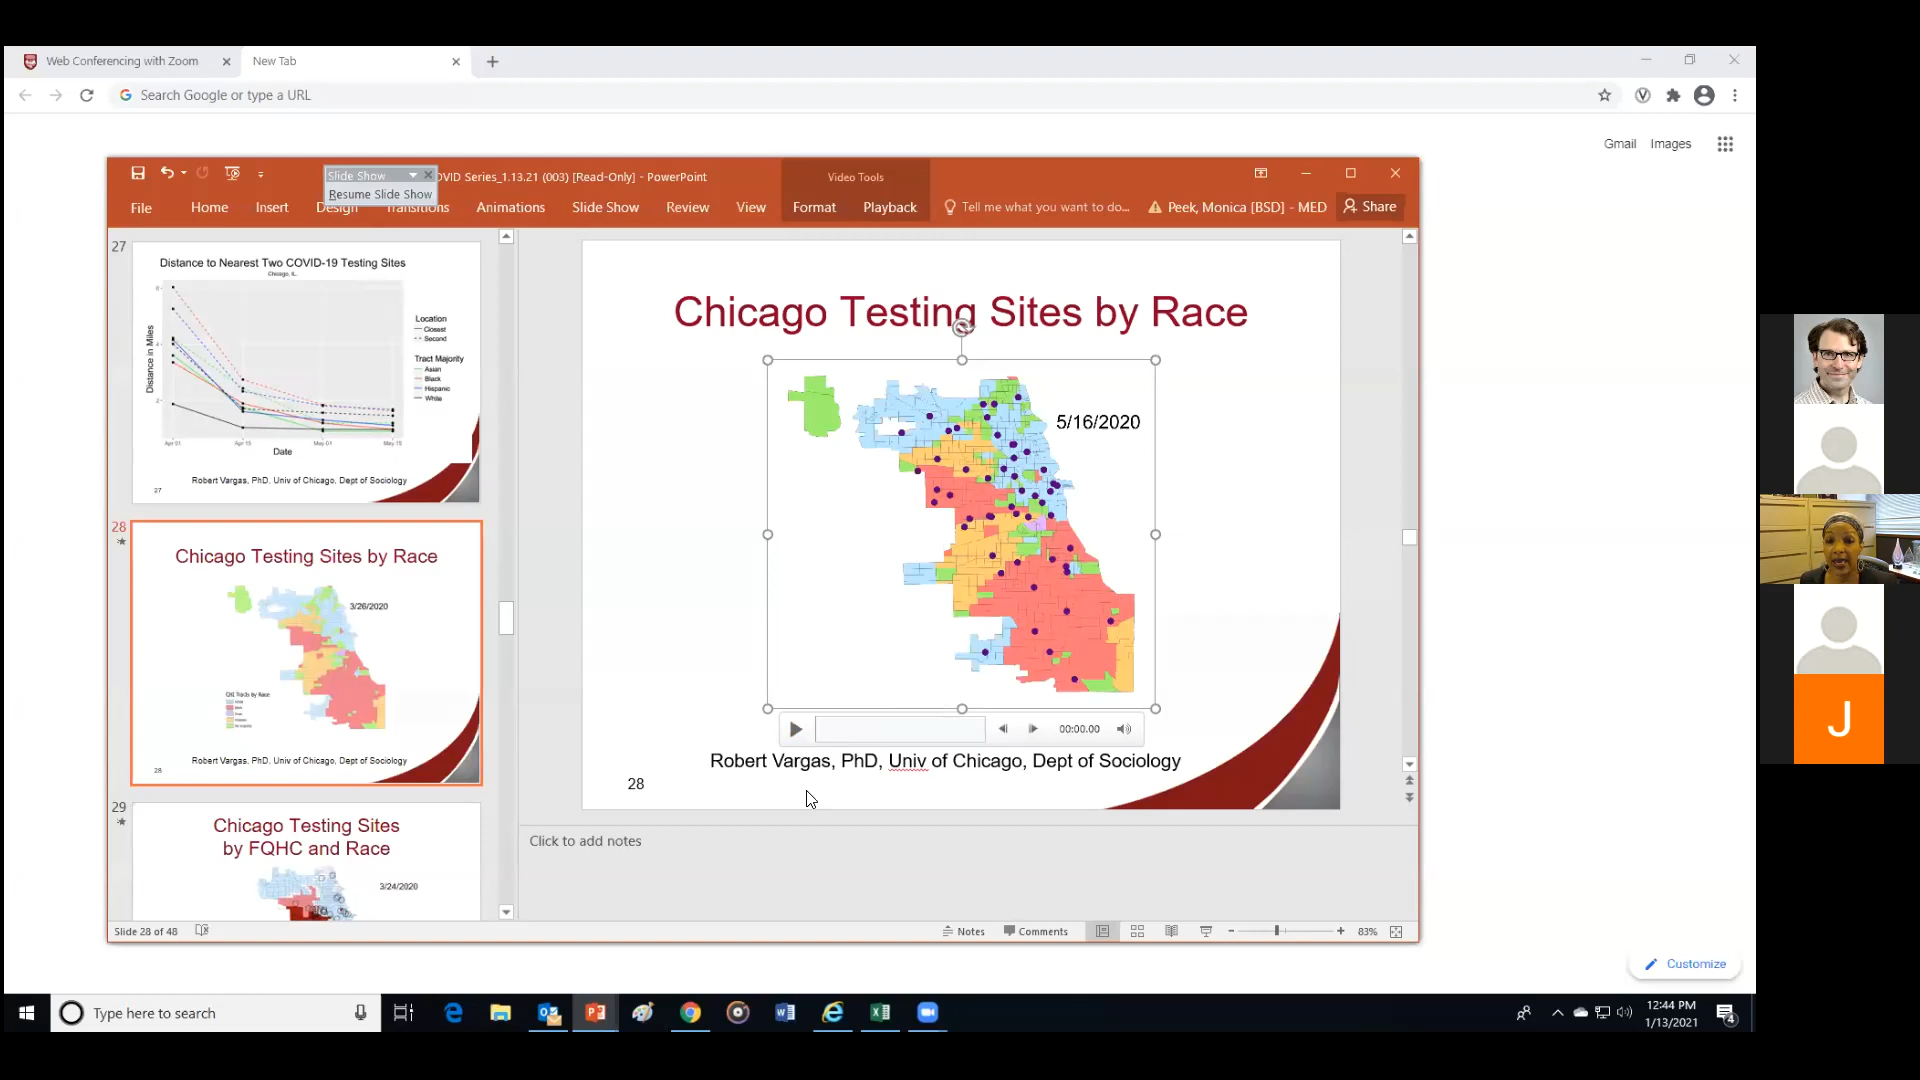 Web Conferencing with Zoom
New Tab
Search Google or type a URL
Gmail Images
Slide Show
OVID Series_1.13.21 (003) [Read-Only] - PowerPoint
Video Tools
Resume Slide Show
File Home Insert Design Transitions Animations Slide Show Review View Format Playback Tell me what you want to do... Peek, Monica [BSD] - MED Share
27
Distance to Nearest Two COVID-19 Testing Sites
Chicago, IL
Location
Closest
Second
Tract Majority
Asian
Black
Hispanic
White
Distance in Miles
Apr 01 Apr 15 May 01 May 15
Date
Robert Vargas, PhD, Univ of Chicago, Dept of Sociology
27
28
Chicago Testing Sites by Race
3/26/2020
Robert Vargas. PhD, Univ of Chicago, Dept of Sociology
28
29
Chicago Testing Sites
by FQHC and Race
3/24/2020
Chicago Testing Sites by Race
5/16/2020
00:00.00
Robert Vargas, PhD, Univ of Chicago, Dept of Sociology
28
Click to add notes
Slide 28 of 48
Notes Comments
83%
Customize
J
Type here to search
12:44 PM
1/13/2021
4